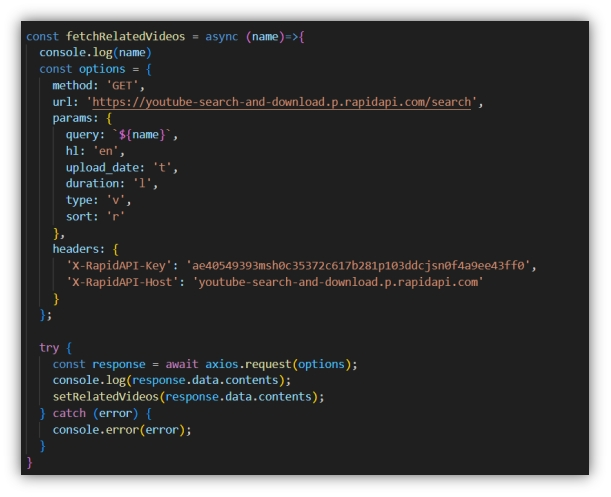 const fetchRelatedVideos = async (name)=>{
console.log(name)
const options = {
method: 'GET',
url: 'https://youtube-search-and-download.p.rapidapi.com/search',
params: {
query: `${name}`,
hl: 'en',
upload_date: 't',
duration: 'l',
type: 'v',
sort: 'r'
},
headers: {
'X-RapidAPI-Key': 'ae40549393msh0c35372c617b281p103ddcjsn0f4a9ee43ff0',
'X-RapidAPI-Host': 'youtube-search-and-download.p.rapidapi.com'
}
};
try {
const response = await axios.request(options);
console.log(response.data.contents);
setRelatedVideos(response.data.contents);
} catch (error) {
console.error(error);
}
}